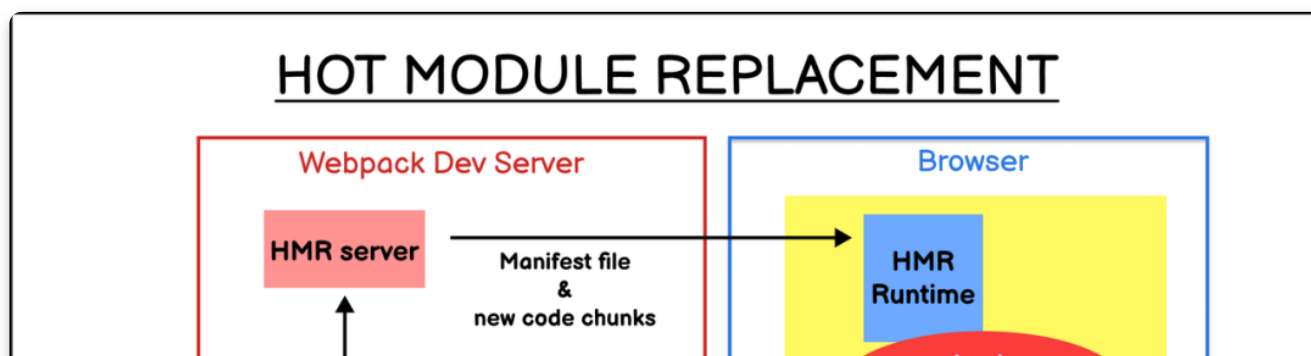 HOT MODULE REPLACEMENT
Webpack Dev Server
Browser
HMR server
Manifest file
&
new code chunks
HMR
Runtime